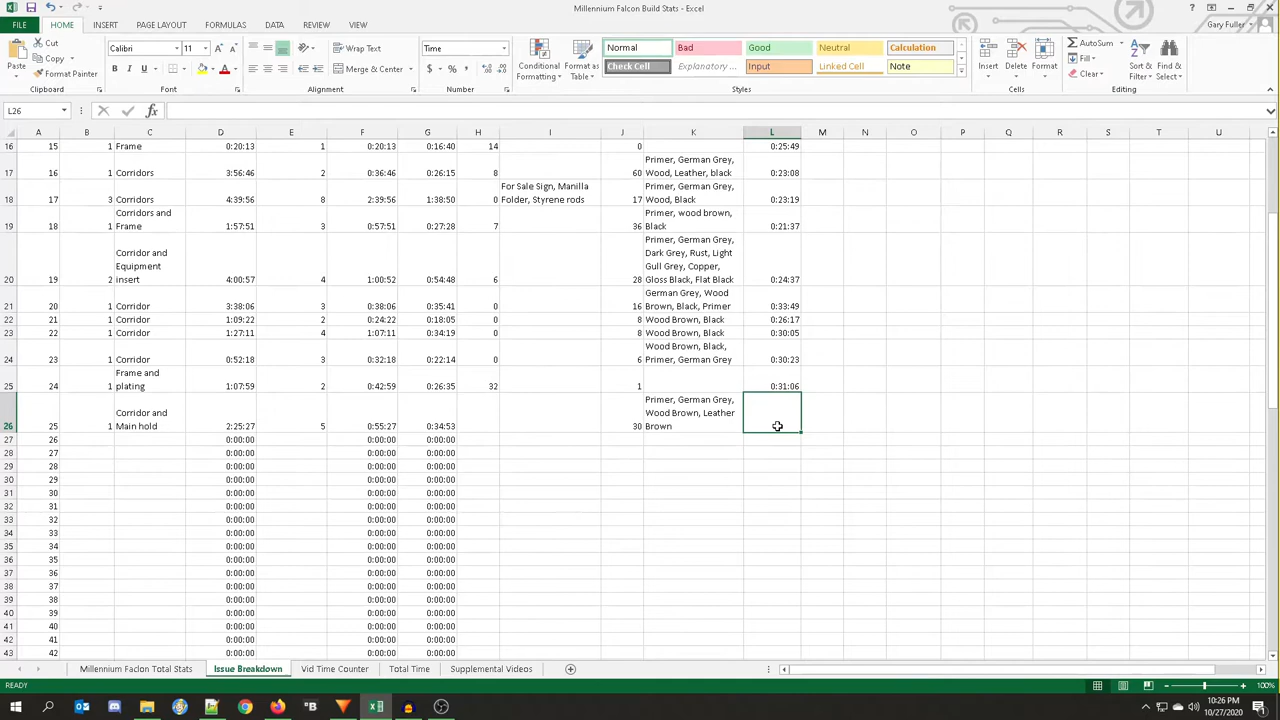 Millennium Falcon Build Stats - Excel
FILE HOME INSERT PAGE LAYOUT FORMULAS DATA REVIEW VIEW Gary Fuller
Paste Cut Copy Format Painter Clipboard
Calibri 11 Font
Wrap Text Merge & Center Alignment
Time Number
Conditional Formatting Format as Table
Normal Bad Good Neutral Calculation
Check Cell Explanatory ... Input Linked Cell Note
Styles
Insert Delete Format Cells
AutoSum Fill Clear Sort & Filter Find & Select Editing
L26
A B C D E F G H I J K L M N O P Q R S T U
16 15 1 Frame 0:20:13 1 0:20:13 0:16:40 14 0 0:25:49
Primer, German Grey,
17 16 1 Corridors 3:56:46 2 0:36:46 0:26:15 8 60 Wood, Leather, black 0:23:08
For Sale Sign, Manilla Primer, German Grey,
18 17 3 Corridors 4:39:56 8 2:39:56 1:38:50 0 Folder, Styrene rods 17 Wood, Black 0:23:19
Corridors and Primer, wood brown,
19 18 1 Frame 1:57:51 3 0:57:51 0:27:28 7 36 Black 0:21:37
Primer, German Grey,
Corridor and Dark Grey, Rust, Light
Equipment Gull Grey, Copper,
20 19 2 insert 4:00:57 4 1:00:52 0:54:48 6 28 Gloss Black, Flat Black 0:24:37
German Grey, Wood
21 20 1 Corridor 3:38:06 3 0:38:06 0:35:41 0 16 Brown, Black, Primer 0:33:49
22 21 1 Corridor 1:09:22 2 0:24:22 0:18:05 0 8 Wood Brown, Black 0:26:17
23 22 1 Corridor 1:27:11 4 1:07:11 0:34:19 0 8 Wood Brown, Black 0:30:05
Wood Brown, Black,
24 23 1 Corridor 0:52:18 3 0:32:18 0:22:14 0 6 Primer, German Grey 0:30:23
Frame and
25 24 1 plating 1:07:59 2 0:42:59 0:26:35 32 1 0:31:06
Primer, German Grey,
Corridor and Wood Brown, Leather
26 25 1 Main hold 2:25:27 5 0:55:27 0:34:53 30 Brown
27 26 0:00:00 0:00:00 0:00:00
28 27 0:00:00 0:00:00 0:00:00
29 28 0:00:00 0:00:00 0:00:00
30 29 0:00:00 0:00:00 0:00:00
31 30 0:00:00 0:00:00 0:00:00
32 31 0:00:00 0:00:00 0:00:00
33 32 0:00:00 0:00:00 0:00:00
34 33 0:00:00 0:00:00 0:00:00
35 34 0:00:00 0:00:00 0:00:00
36 35 0:00:00 0:00:00 0:00:00
37 36 0:00:00 0:00:00 0:00:00
38 37 0:00:00 0:00:00 0:00:00
39 38 0:00:00 0:00:00 0:00:00
40 39 0:00:00 0:00:00 0:00:00
41 40 0:00:00 0:00:00 0:00:00
42 41 0:00:00 0:00:00 0:00:00
43 42 0:00:00 0:00:00 0:00:00
Millennium Faclon Total Stats Issue Breakdown Vid Time Counter Total Time Supplemental Videos
READY 100%
10:26 PM
10/27/2020